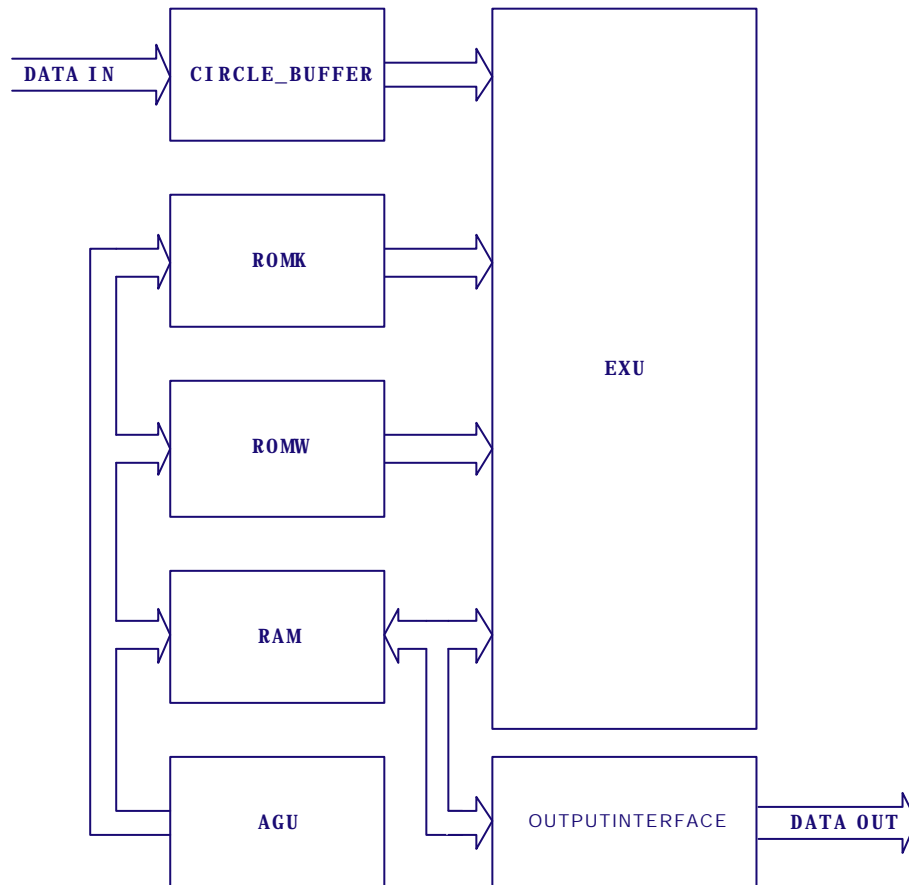 DATA IN
CIRCLE_BUFFER
ROMK
EXU
ROMW
RAM
AGU
OUTPUTINTERFACE
DATA OUT